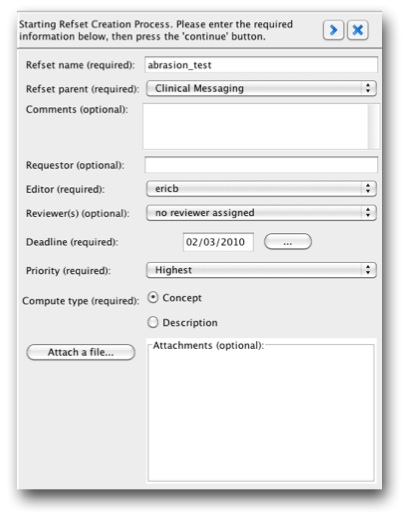 Starting Refset Creation Process. Please enter the required
information below, then press the 'continue' button.
Refset name (required): abrasion_test
Refset parent (required): Clinical Messaging
Comments (optional):
Requestor (optional):
Editor (required): ericb
Reviewer(s) (optional): no reviewer assigned
Deadline (required): 02/03/2010 ...
Priority (required): Highest
Compute type (required): Concept
Description
Attach a file... Attachments (optional):